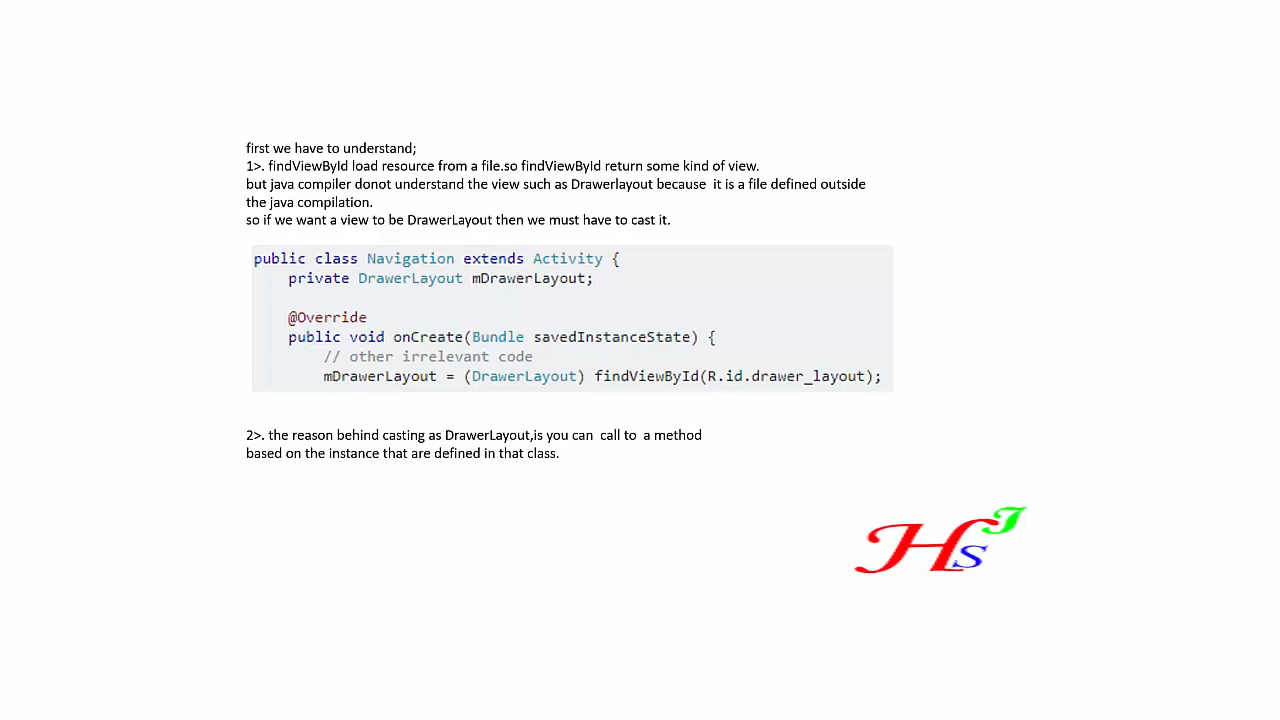 first we have to understand;
1>. findViewById load resource from a file.so findViewById return some kind of view.
but java compiler donot understand the view such as Drawerlayout because  it is a file defined outside
the java compilation.
so if we want a view to be DrawerLayout then we must have to cast it.
public class Navigation extends Activity {
    private DrawerLayout mDrawerLayout;
    @Override
    public void onCreate(Bundle savedInstanceState) {
        // other irrelevant code
        mDrawerLayout = (DrawerLayout) findViewById(R.id.drawer_layout);
2>. the reason behind casting as DrawerLayout,is you can  call to  a method
based on the instance that are defined in that class.
HsI